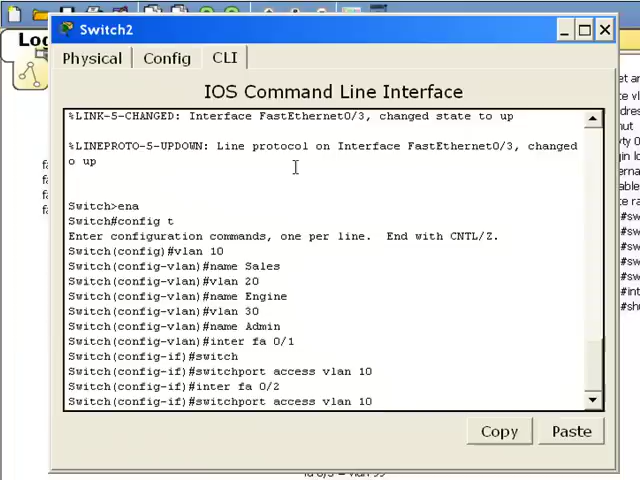 Switch2
Log
Physical Config CLI
IOS Command Line Interface
%LINK-5-CHANGED: Interface FastEthernet0/3, changed state to up
%LINEPROTO-5-UPDOWN: Line protocol on Interface FastEthernet0/3, changed
o up
Switch>ena
Switch#config t
Enter configuration commands, one per line. End with CNTL/Z.
Switch(config)#vlan 10
Switch(config-vlan)#name Sales
Switch(config-vlan)#vlan 20
Switch(config-vlan)#name Engine
Switch(config-vlan)#vlan 30
Switch(config-vlan)#name Admin
Switch(config-vlan)#inter fa 0/1
Switch(config-if)#switch
Switch(config-if)#switchport access vlan 10
Switch(config-if)#inter fa 0/2
Switch(config-if)#switchport access vlan 10
Copy Paste